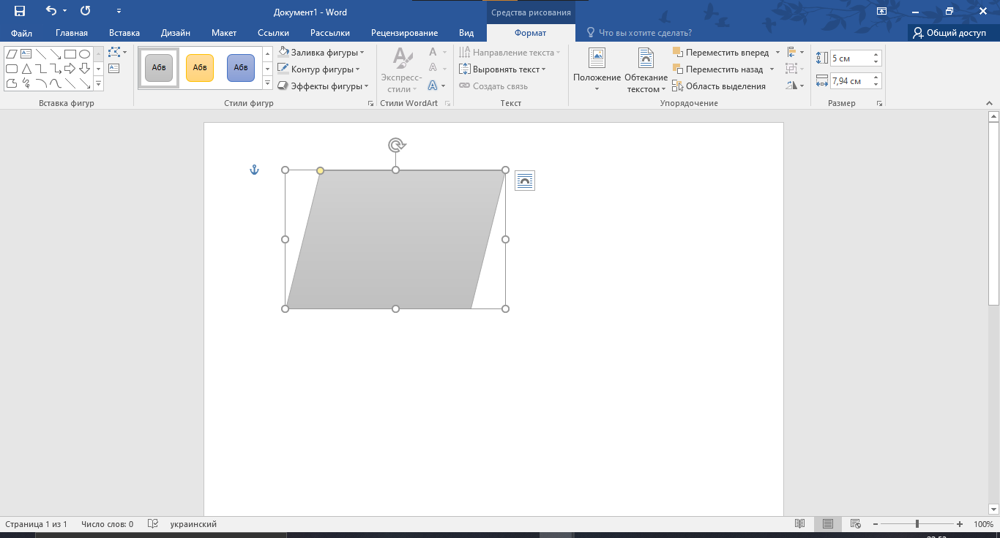 Документ1 - Word
Средства рисования
Файл
Главная
Вставка
Дизайн
Макет
Ссылки
Рассылки
Рецензирование
Вид
Формат
Что вы хотите сделать?
Общий доступ
Абв
Абв
Абв
Заливка фигуры
Контур фигуры
Эффекты фигуры
Экспресс-
стили
Направление текста
Выровнять текст
Создать связь
Положение
Обтекание
текстом
Переместить вперед
Переместить назад
Область выделения
5 см
7,94 см
Вставка фигур
Стили фигур
Стили WordArt
Текст
Упорядочение
Размер
Страница 1 из 1
Число слов: 0
украинский
100%